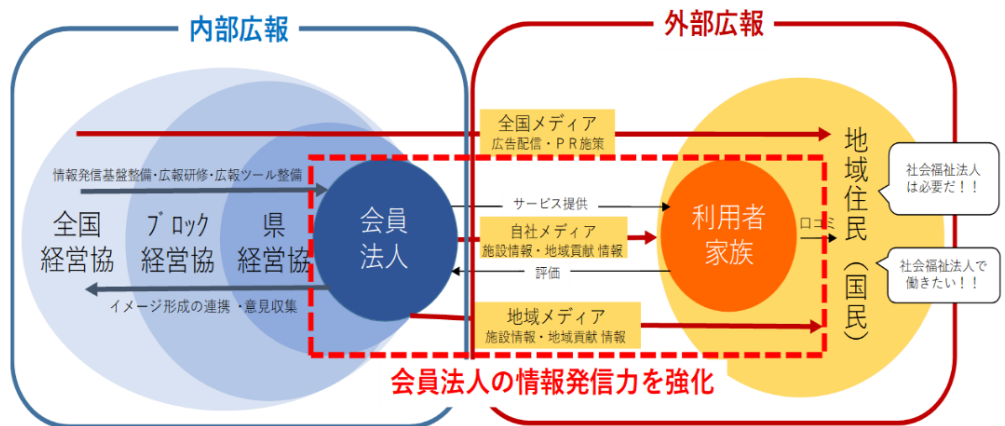 内部広報
外部広報
全国メディア
広告配信・ＰＲ施策
情報発信基盤整備・広報研修・広報ツール整備
全国
経営協
ブロック
経営協
県
経営協
会員
法人
サービス提供
自社メディア
施設情報・地域貢献 情報
評価
利用者
家族
口コミ
地域住民（国民）
社会福祉法人
は必要だ！！
社会福祉法人で
働きたい！！
イメージ形成の連携 ・意見収集
地域メディア
施設情報・地域貢献 情報
会員法人の情報発信力を強化